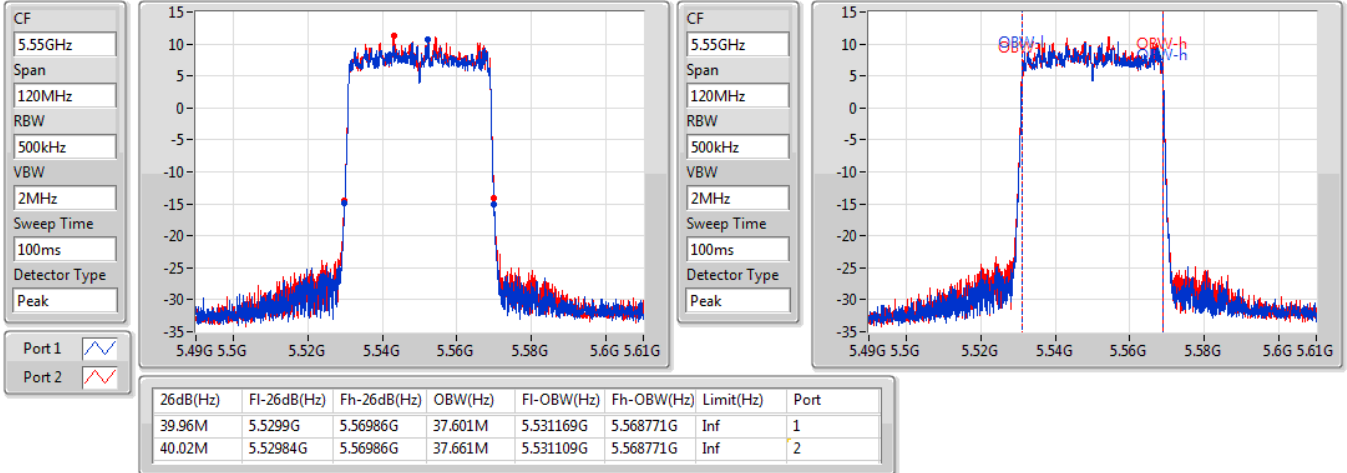 CF
5.55GHz
Span
120MHz
RBW
500kHz
VBW
2MHz
Sweep Time
100ms
Detector Type
Peak
Port 1
Port 2
15
10
5
0
-5
-10
-15
-20
-25
-30
-35
5.49G 5.5G 5.52G 5.54G 5.56G 5.58G 5.6G 5.61G
CF
5.55GHz
Span
120MHz
RBW
500kHz
VBW
2MHz
Sweep Time
100ms
Detector Type
Peak
15
10
5
0
-5
-10
-15
-20
-25
-30
-35
OBW-h
OBW-h
5.49G 5.5G 5.52G 5.54G 5.56G 5.58G 5.6G 5.61G
26dB(Hz) Fl-26dB(Hz) Fh-26dB(Hz) OBW(Hz) Fl-OBW(Hz) Fh-OBW(Hz) Limit(Hz) Port
39.96M 5.5299G 5.56986G 37.601M 5.531169G 5.568771G Inf 1
40.02M 5.52984G 5.56986G 37.661M 5.531109G 5.568771G Inf 2